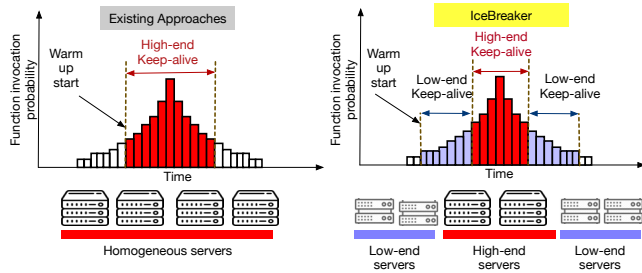 Existing Approaches
Function invocation
probability
Warm
up
start
High-end
Keep-alive
Time
Homogeneous servers
IceBreaker
Function invocation
probability
Warm
up
start
Low-end
Keep-alive
High-end
Keep-alive
Low-end
Keep-alive
Time
Low-end
servers
High-end
servers
Low-end
servers